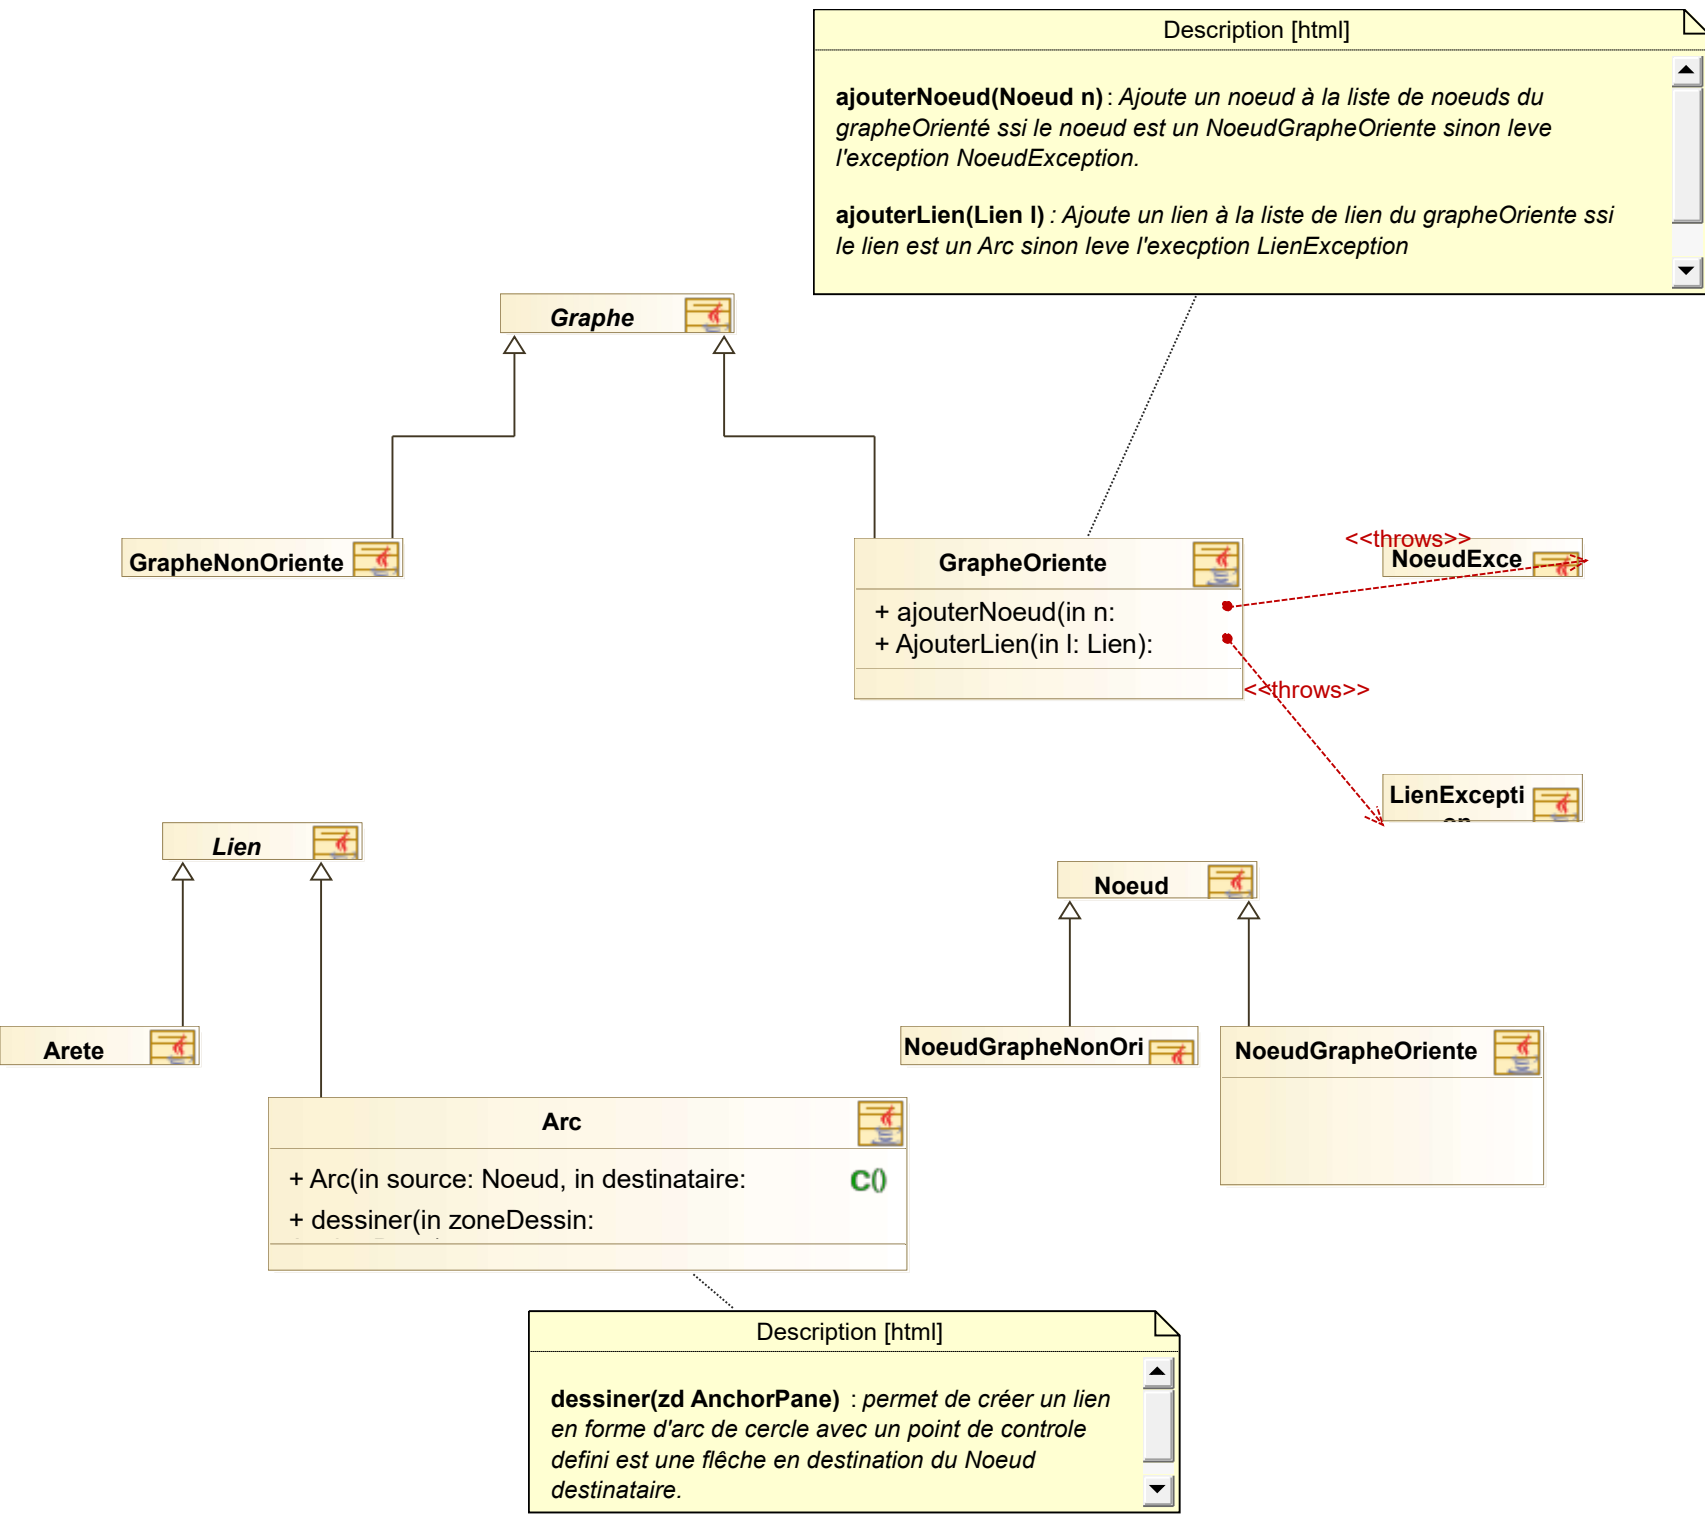 Description [html]
ajouterNoeud(Noeud n) : Ajoute un noeud à la liste de noeuds du
grapheOrienté ssi le noeud est un NoeudGrapheOriente sinon leve
l'exception NoeudException.
ajouterLien(Lien l) : Ajoute un lien à la liste de lien du grapheOriente ssi
le lien est un Arc sinon leve l'execption LienException
Graphe
GrapheNonOriente
GrapheOriente
+ ajouterNoeud(in n:
+ AjouterLien(in l: Lien):
<<throws>>
NoeudExce
<<throws>>
LienExcepti
on
Lien
Noeud
Arete
NoeudGrapheNonOri
NoeudGrapheOriente
Arc
+ Arc(in source: Noeud, in destinataire:
C()
+ dessiner(in zoneDessin:
Description [html]
dessiner(zd AnchorPane) : permet de créer un lien
en forme d'arc de cercle avec un point de controle
defini est une flêche en destination du Noeud
destinataire.